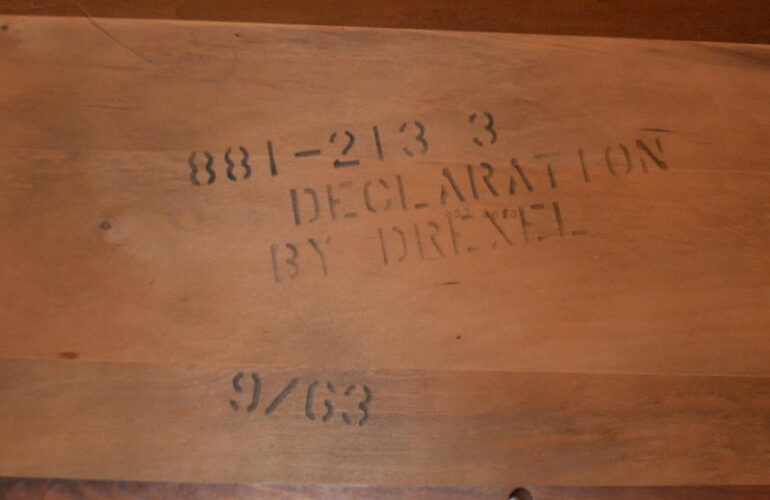 881-213 3
DECLARATION
BY DREXEL
9/63